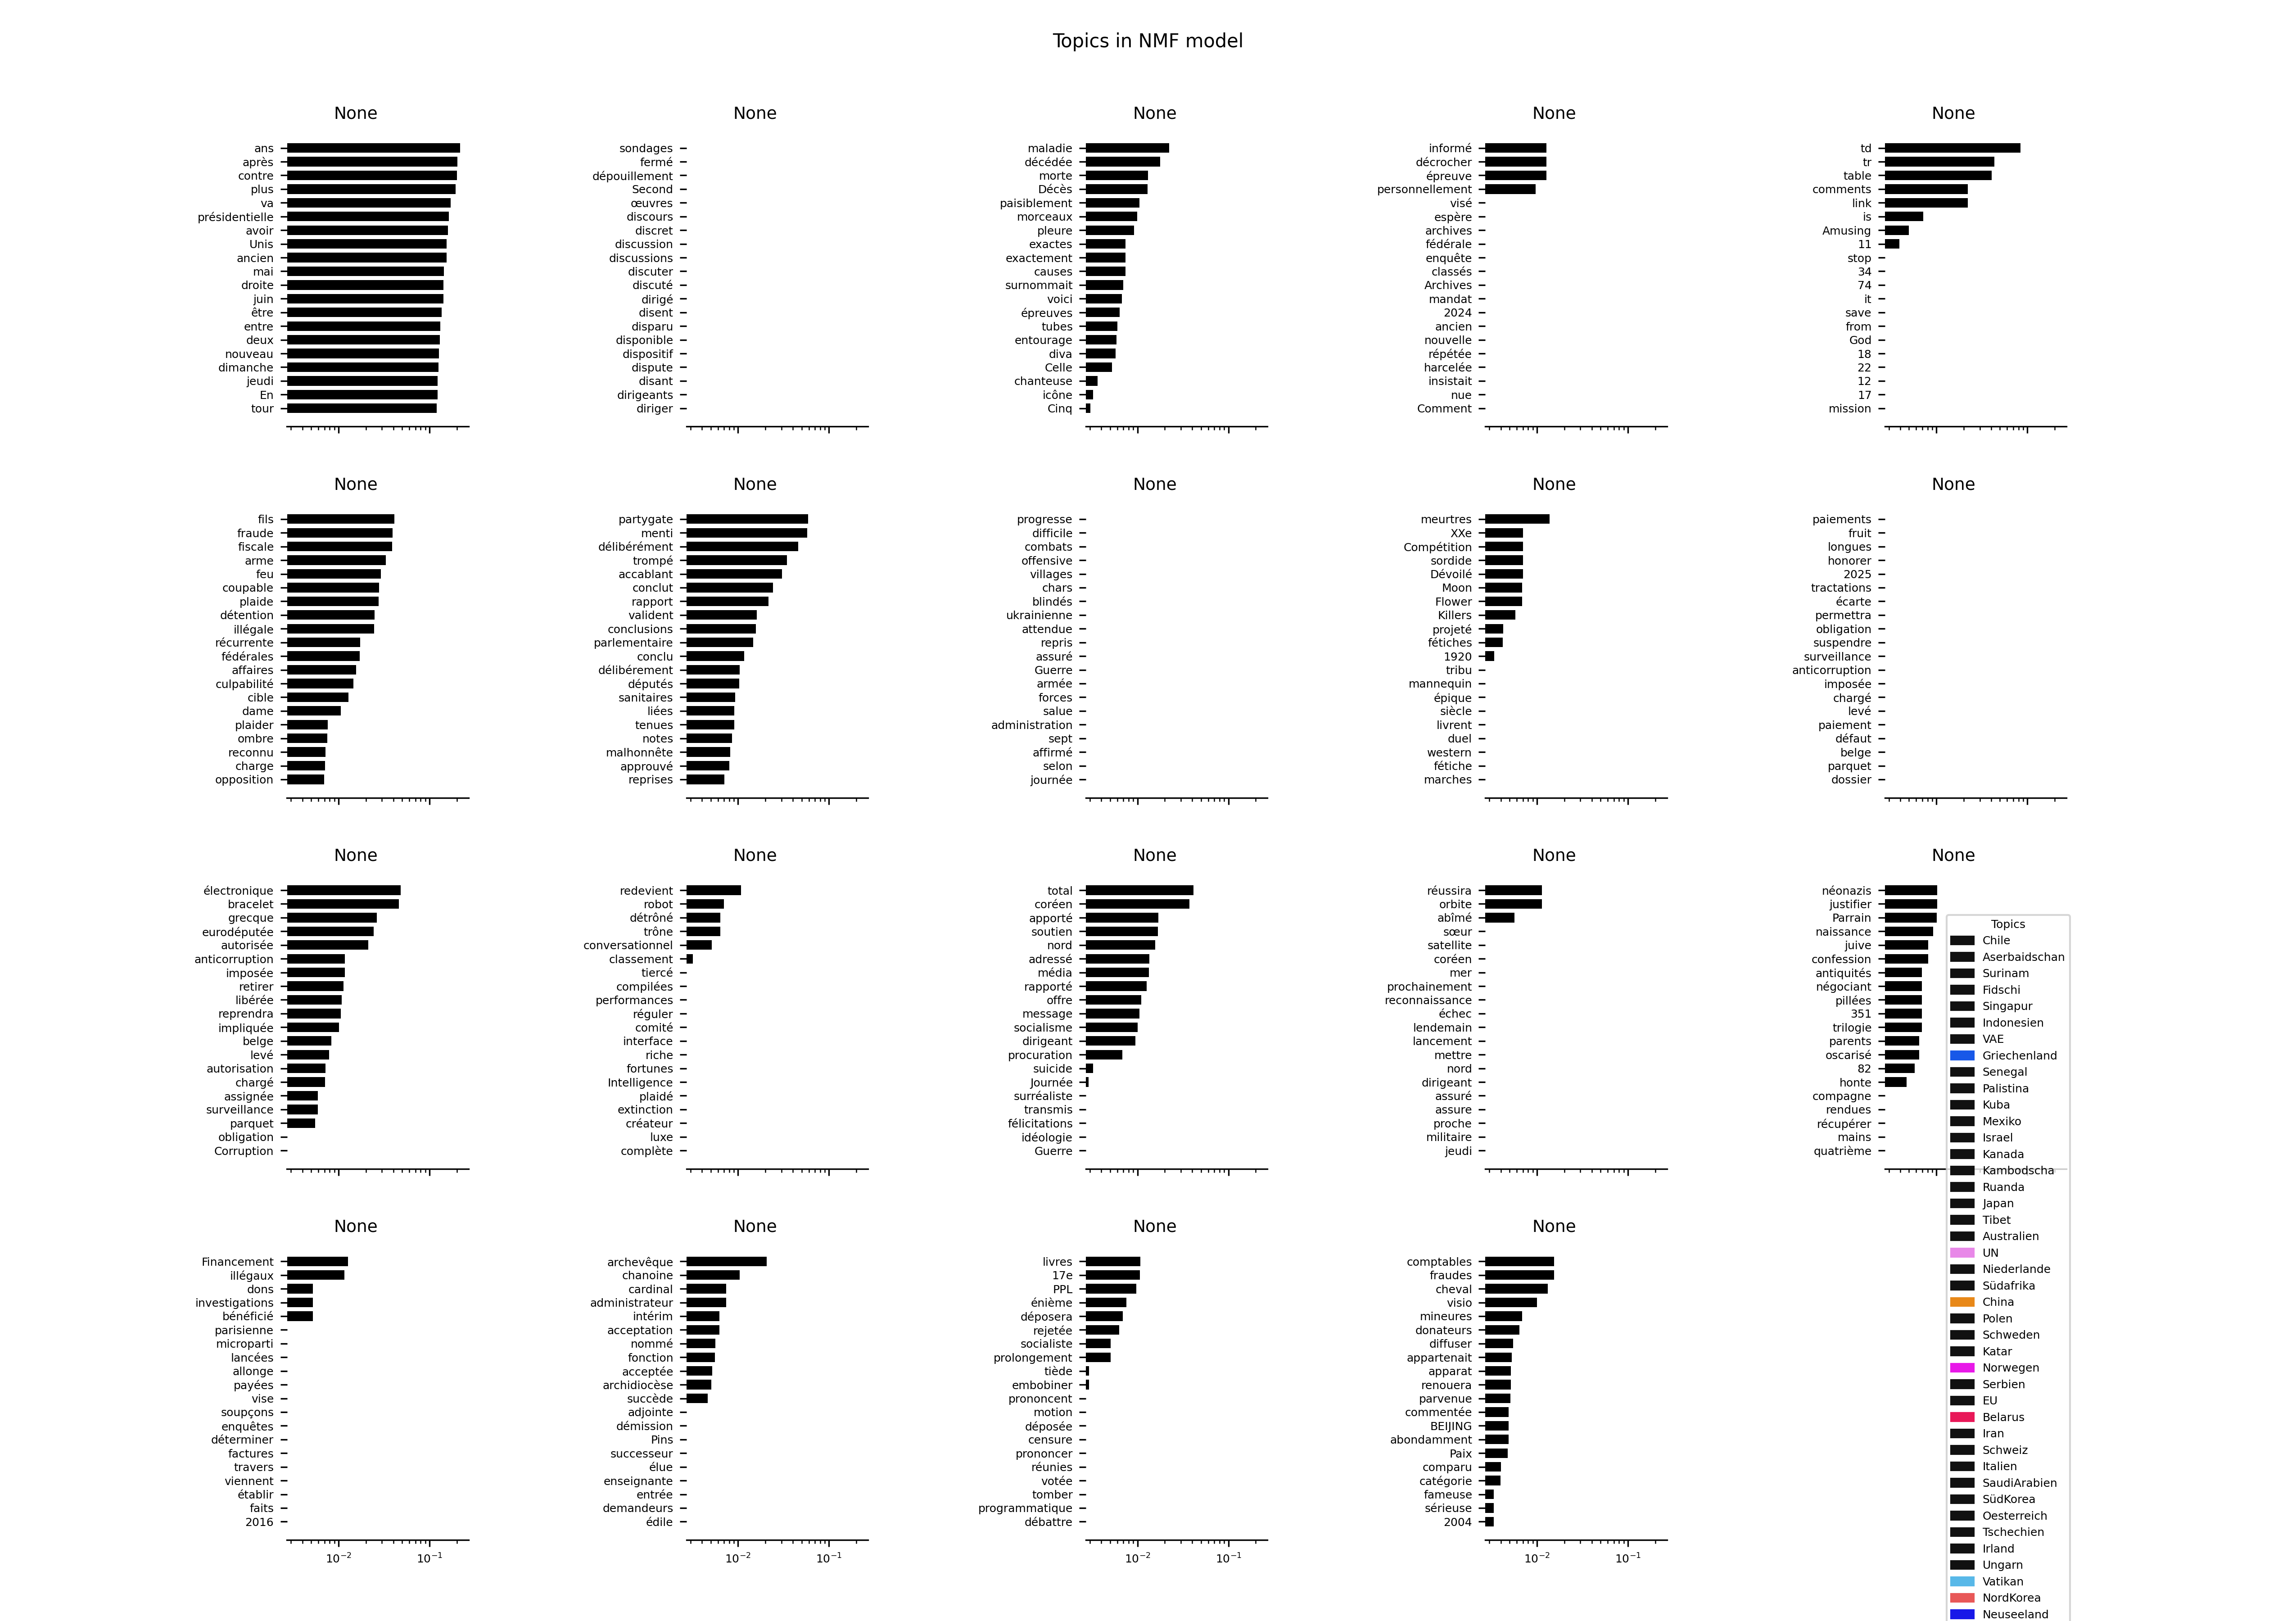 Topics in NMF model
None
ans
après
contre
plus
va
présidentielle
avoir
Unis
ancien
mai
droite
juin
être
entre
deux
nouveau
dimanche
jeudi
En
tour
None
sondages
fermé
dépouillement
Second
œuvres
discours
discret
discussion
discussions
discuter
discuté
dirigé
disent
disparu
disponible
dispositif
dispute
disant
dirigeants
diriger
None
maladie
décédée
morte
Décès
paisiblement
morceaux
pleure
exactes
exactement
causes
surnommait
voici
épreuves
tubes
entourage
diva
Celle
chanteuse
icône
Cinq
None
informé
décrocher
épreuve
personnellement
visé
espère
archives
fédérale
enquête
classés
Archives
mandat
2024
ancien
nouvelle
répétée
harcelée
insistait
nue
Comment
None
td
tr
table
comments
link
is
Amusing
11
stop
34
74
it
save
from
God
18
22
12
17
mission
None
fils
fraude
fiscale
arme
feu
coupable
plaide
détention
illégale
récurrente
fédérales
affaires
culpabilité
cible
dame
plaider
ombre
reconnu
charge
opposition
None
partygate
menti
délibérément
trompé
accablant
conclut
rapport
valident
conclusions
parlementaire
conclu
délibérement
députés
sanitaires
liées
tenues
notes
malhonnête
approuvé
reprises
None
progresse
difficile
combats
offensive
villages
chars
blindés
ukrainienne
attendue
repris
assuré
Guerre
armée
forces
salue
administration
sept
affirmé
selon
journée
None
meurtres
XXe
Compétition
sordide
Dévoilé
Moon
Flower
Killers
projeté
fétiches
1920
tribu
mannequin
épique
siècle
livrent
duel
western
fétiche
marches
None
paiements
fruit
longues
honorer
2025
tractations
écarte
permettra
obligation
suspendre
surveillance
anticorruption
imposée
chargé
levé
paiement
défaut
belge
parquet
dossier
None
électronique
bracelet
grecque
eurodéputée
autorisée
anticorruption
imposée
retirer
libérée
reprendra
impliquée
belge
levé
autorisation
chargé
assignée
surveillance
parquet
obligation
Corruption
None
redevient
robot
détrôné
trône
conversationnel
classement
tiercé
compilées
performances
réguler
comité
interface
riche
fortunes
Intelligence
plaidé
extinction
créateur
luxe
complète
None
total
coréen
apporté
soutien
nord
adressé
média
rapporté
offre
message
socialisme
dirigeant
procuration
suicide
Journée
surréaliste
transmis
félicitations
idéologie
Guerre
None
réussira
orbite
abîmé
sœur
satellite
coréen
mer
prochainement
reconnaissance
échec
lendemain
lancement
mettre
nord
dirigeant
assuré
assure
proche
militaire
jeudi
None
néonazis
justifier
Parrain
naissance
juive
confession
antiquités
négociant
pillées
351
trilogie
parents
oscarisé
82
honte
compagne
rendues
récupérer
mains
quatrième
None
Financement
illégaux
dons
investigations
bénéficié
parisienne
microparti
lancées
allonge
payées
vise
soupçons
enquêtes
déterminer
factures
travers
viennent
établir
faits
2016
10⁻² 10⁻¹
None
archevêque
chanoine
cardinal
administrateur
intérim
acceptation
nommé
fonction
acceptée
archidiocèse
succède
adjointe
démission
Pins
successeur
élue
enseignante
entrée
demandeurs
édile
10⁻² 10⁻¹
None
livres
17e
PPL
énième
déposera
rejetée
socialiste
prolongement
tiède
embobiner
prononcent
motion
déposée
censure
prononcer
réunies
votée
tomber
programmatique
débattre
10⁻² 10⁻¹
None
comptables
fraudes
cheval
visio
mineures
donateurs
diffuser
appartenait
apparat
renouera
parvenue
commentée
BEIJING
abondamment
Paix
comparu
catégorie
fameuse
sérieuse
2004
10⁻² 10⁻¹
Topics
Chile
Aserbaidschan
Surinam
Fidschi
Singapur
Indonesien
VAE
Griechenland
Senegal
Palistina
Kuba
Mexiko
Israel
Kanada
Kambodscha
Ruanda
Japan
Tibet
Australien
UN
Niederlande
Südafrika
China
Polen
Schweden
Katar
Norwegen
Serbien
EU
Belarus
Iran
Schweiz
Italien
SaudiArabien
SüdKorea
Oesterreich
Tschechien
Irland
Ungarn
Vatikan
NordKorea
Neuseeland